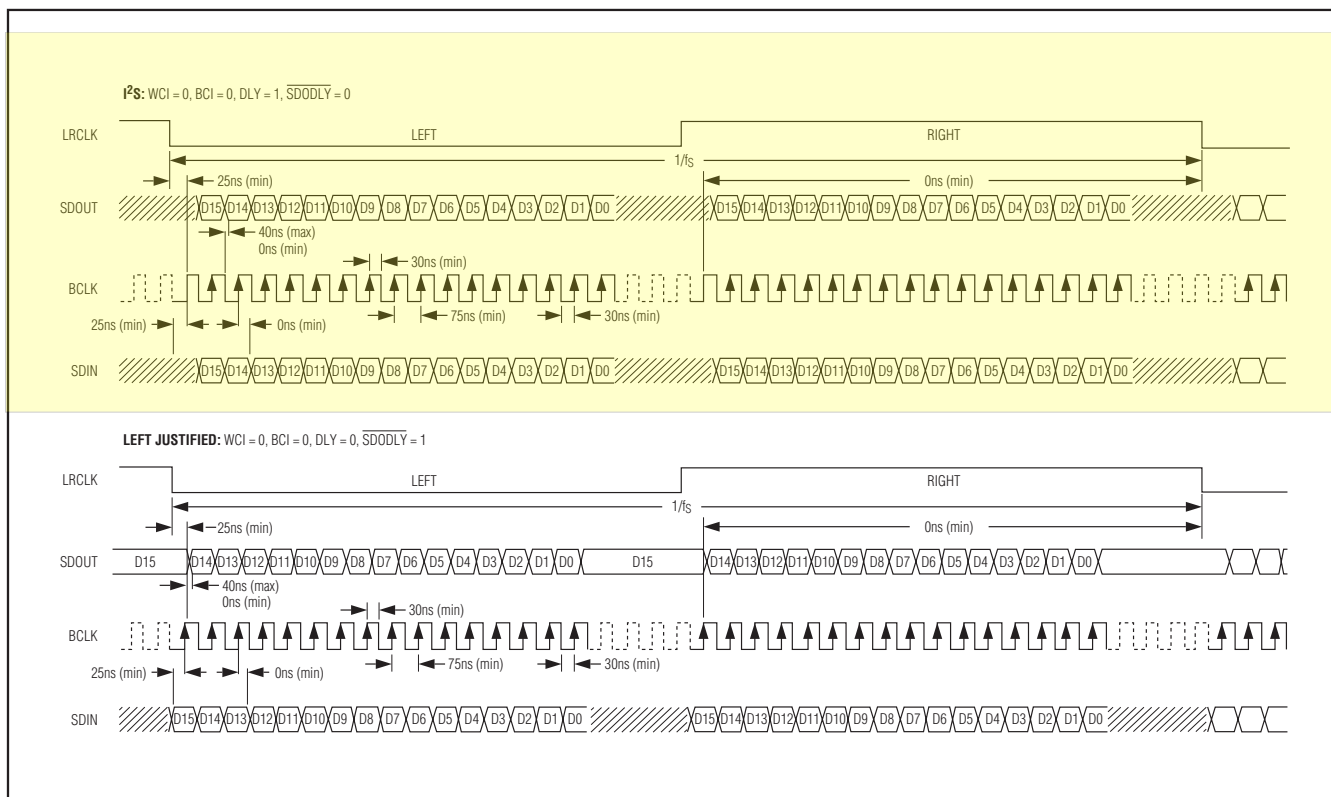 I²S: WCI = 0, BCI = 0, DLY = 1, SDODLY = 0
LRCLK LEFT RIGHT
1/fS
25ns (min) 0ns (min)
SDOUT D15 D14 D13 D12 D11 D10 D9 D8 D7 D6 D5 D4 D3 D2 D1 D0 D15 D14 D13 D12 D11 D10 D9 D8 D7 D6 D5 D4 D3 D2 D1 D0
40ns (max)
0ns (min) 30ns (min)
BCLK
25ns (min) 0ns (min) 75ns (min) 30ns (min)
SDIN D15 D14 D13 D12 D11 D10 D9 D8 D7 D6 D5 D4 D3 D2 D1 D0 D15 D14 D13 D12 D11 D10 D9 D8 D7 D6 D5 D4 D3 D2 D1 D0
LEFT JUSTIFIED: WCI = 0, BCI = 0, DLY = 0, SDODLY = 1
LRCLK LEFT RIGHT
1/fS
25ns (min) 0ns (min)
SDOUT D15 D14 D13 D12 D11 D10 D9 D8 D7 D6 D5 D4 D3 D2 D1 D0 D15 D14 D13 D12 D11 D10 D9 D8 D7 D6 D5 D4 D3 D2 D1 D0
40ns (max)
0ns (min) 30ns (min)
BCLK
25ns (min) 0ns (min) 75ns (min) 30ns (min)
SDIN D15 D14 D13 D12 D11 D10 D9 D8 D7 D6 D5 D4 D3 D2 D1 D0 D15 D14 D13 D12 D11 D10 D9 D8 D7 D6 D5 D4 D3 D2 D1 D0